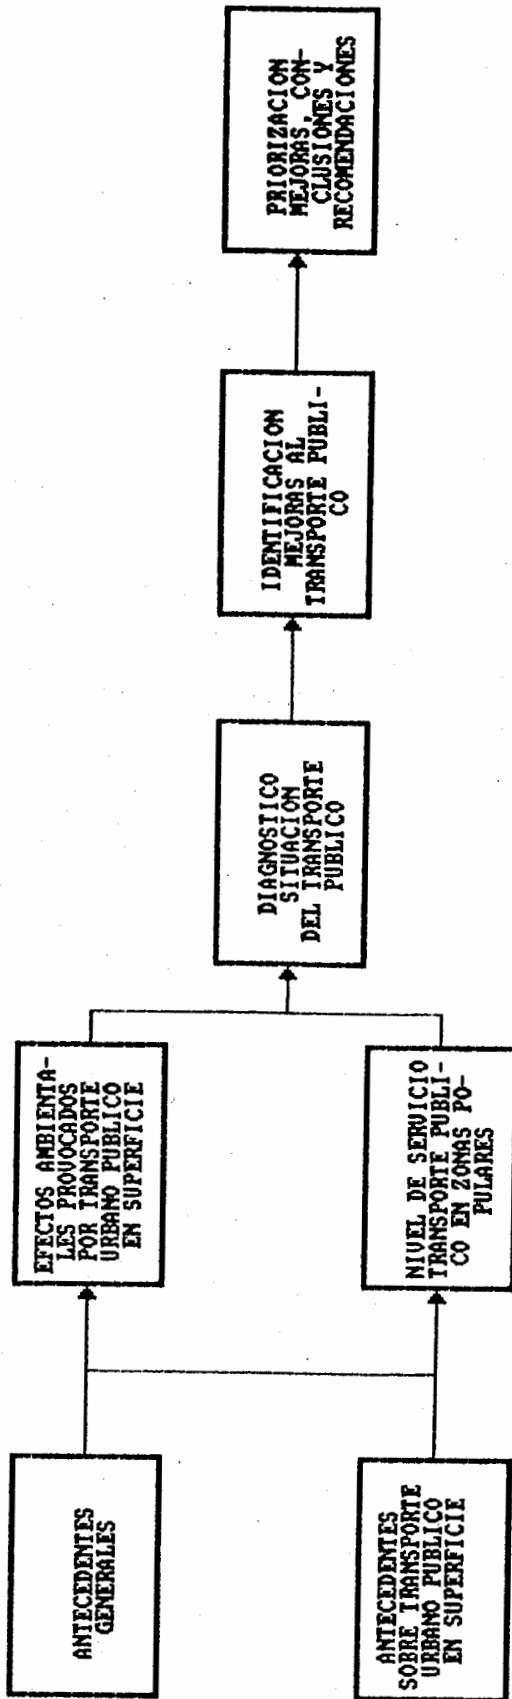 ANTECEDENTES
GENERALES
ANTECEDENTES
SOBRE TRANSPORTE
URBANO PUBLICO
EN SUPERFICIE
EFECTOS AMBIENTA-
LES PROVOCADOS
POR TRANSPORTE
URBANO PUBLICO
EN SUPERFICIE
NIVEL DE SERVICIO
TRANSPORTE PUBLI-
CO EN ZONAS PO-
PULARES
DIAGNOSTICO
SITUACION
DEL TRANSPORTE
PUBLICO
IDENTIFICACION
MEJORAS AL
TRANSPORTE PUBLI-
CO
PRIORIZACION
MEJORAS, CON-
CLUSIONES Y
RECOMENDACIONES